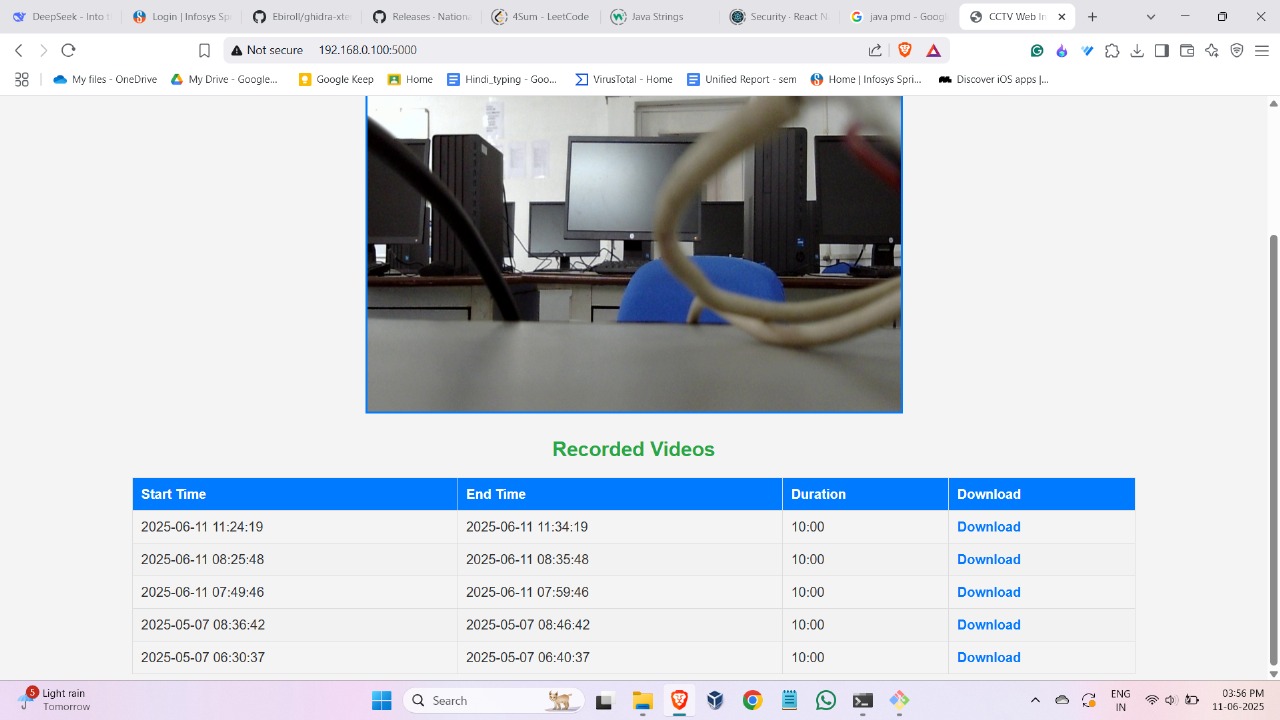 DeepSeek - Into t
Login | Infosys Sp
Ebiroll/ghidra-xte
Releases · Nationa
4Sum - LeetCode
Java Strings
Security · React N
java pmd - Googl
CCTV Web In
Not secure 192.168.0.100:5000
My files - OneDrive
My Drive - Google...
Google Keep
Home
Hindi_typing - Goo...
VirusTotal - Home
Unified Report - sem
Home | Infosys Spri...
Discover iOS apps |...
Recorded Videos
Start Time End Time Duration Download
2025-06-11 11:24:19 2025-06-11 11:34:19 10:00 Download
2025-06-11 08:25:48 2025-06-11 08:35:48 10:00 Download
2025-06-11 07:49:46 2025-06-11 07:59:46 10:00 Download
2025-05-07 08:36:42 2025-05-07 08:46:42 10:00 Download
2025-05-07 06:30:37 2025-05-07 06:40:37 10:00 Download
5
Light rain
Tomorrow
Search
ENG
IN
03:56 PM
11-06-2025